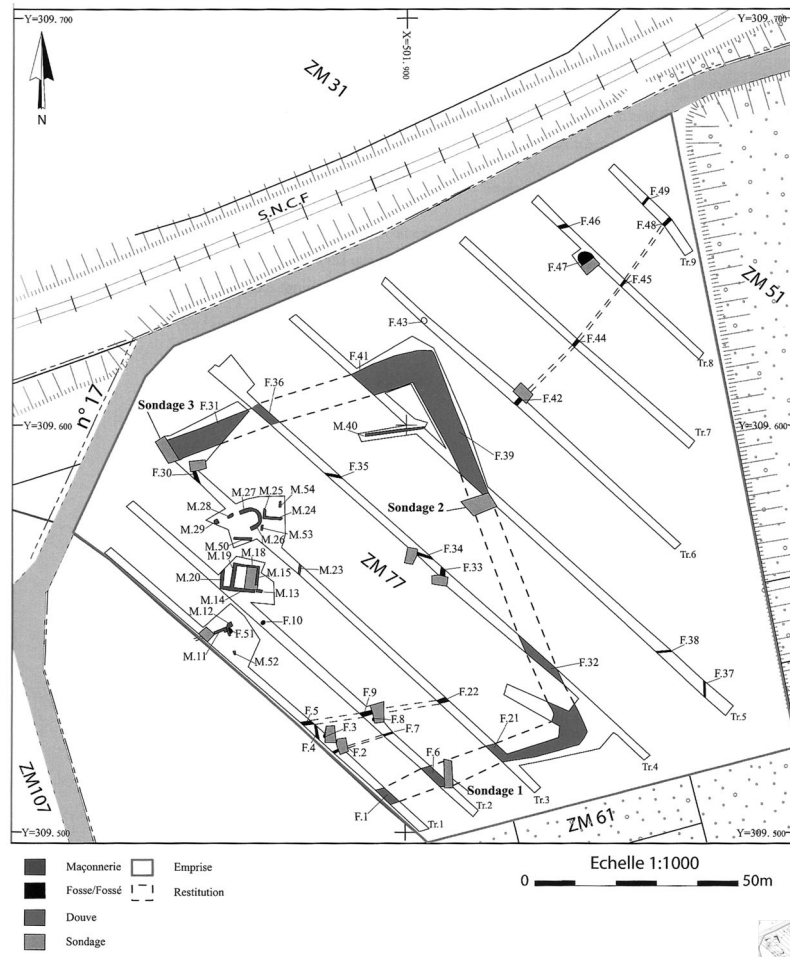 Y=309.700
X=501.900
Y=309.700
ZM 31
N
S.N.C.F
F.49
F.46
F.48
F.47
F.45
Tr.9
ZM 51
F.43
F.44
Tr.8
F.41
n° 17
F.36
F.42
Sondage 3
F.31
Y=309.600
M.40
Y=309.600
Tr.7
F.39
F.30
F.35
M.27
M.25
M.54
M.28
M.24
Sondage 2
M.29
M.53
M.26
M.50
Tr.6
M.19
M.18
F.34
ZM 77
F.33
M.20
M.15
M.23
M.14
M.13
M.12
F.10
F.51
M.11
M.52
F.38
F.32
F.37
F.9
F.22
F.5
Tr.5
F.8
F.3
F.7
F.21
F.4
F.2
F.6
Tr.4
ZM107
Sondage 1
Tr.3
F.1
Tr.2
Tr.1
ZM 61
Y=309.500
Y=309.500
Maçonnerie
Emprise
Fosse/Fossé
Restitution
Douve
Sondage
Echelle 1:1000
0
50m